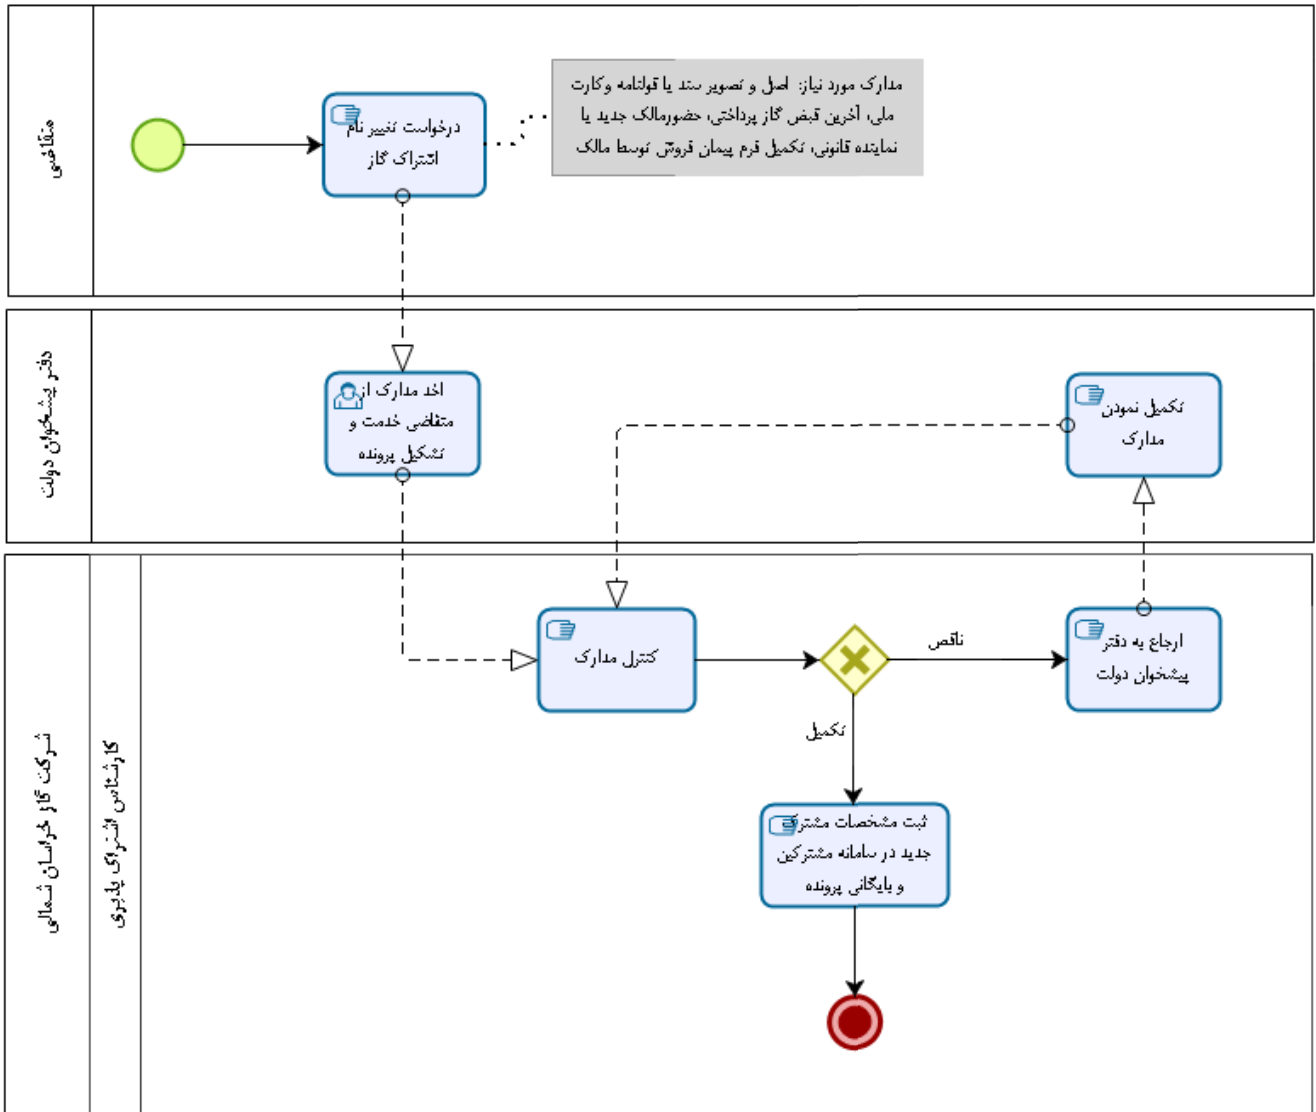 متقاضی
درخواست تغییر نام
اشتراک گاز
مدارک مورد نیاز: اصل و تصویر سند یا قولنامه وکارت
ملی، آخرین قبض گاز پرداختی، حضورمالک جدید یا
نماینده قانونی، تکمیل فرم پیمان فروش توسط مالک
دفتر پیشخوان دولت
اخذ مدارک از
متقاضی خدمت و
تشکیل پرونده
تکمیل نمودن
مدارک
شرکت گاز خراسان شمالی
کارشناس اشتراک پذیری
کنترل مدارک
ناقص
ارجاع به دفتر
پیشخوان دولت
تکمیل
ثبت مشخصات مشترک
جدید در سامانه مشترکین
و بایگانی پرونده